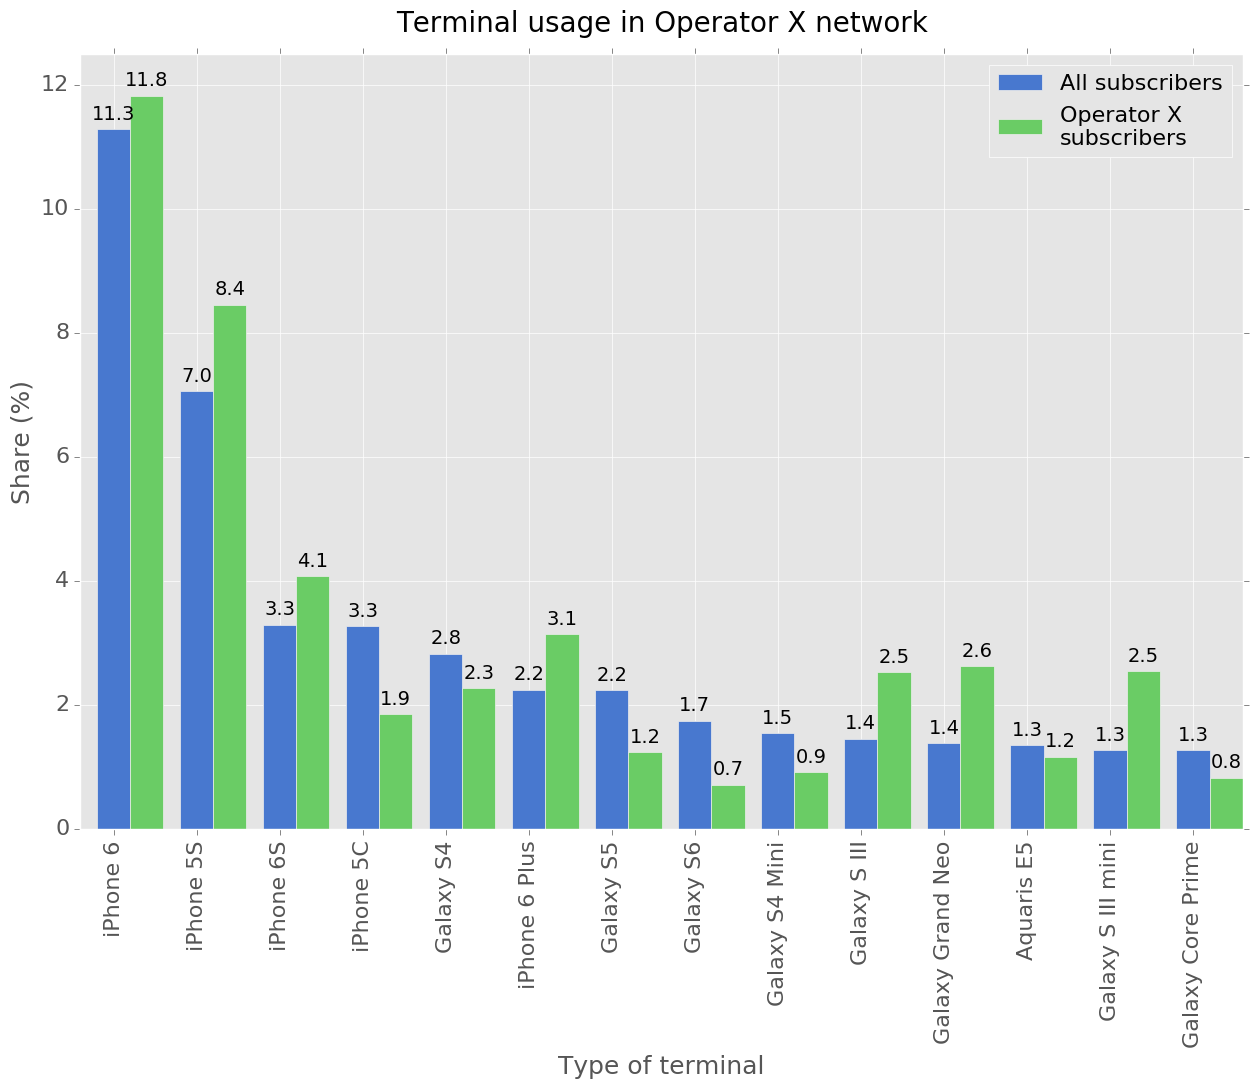 Terminal usage in Operator X network
All subscribers
Operator X
subscribers
Share (%)
12
10
8
6
4
2
0
11.3
11.8
7.0
8.4
3.3
4.1
3.3
1.9
2.8
2.3
2.2
3.1
2.2
1.2
1.7
0.7
1.5
0.9
1.4
2.5
1.4
2.6
1.3
1.2
1.3
2.5
1.3
0.8
iPhone 6
iPhone 5S
iPhone 6S
iPhone 5C
Galaxy S4
iPhone 6 Plus
Galaxy S5
Galaxy S6
Galaxy S4 Mini
Galaxy S III
Galaxy Grand Neo
Aquaris E5
Galaxy S III mini
Galaxy Core Prime
Type of terminal